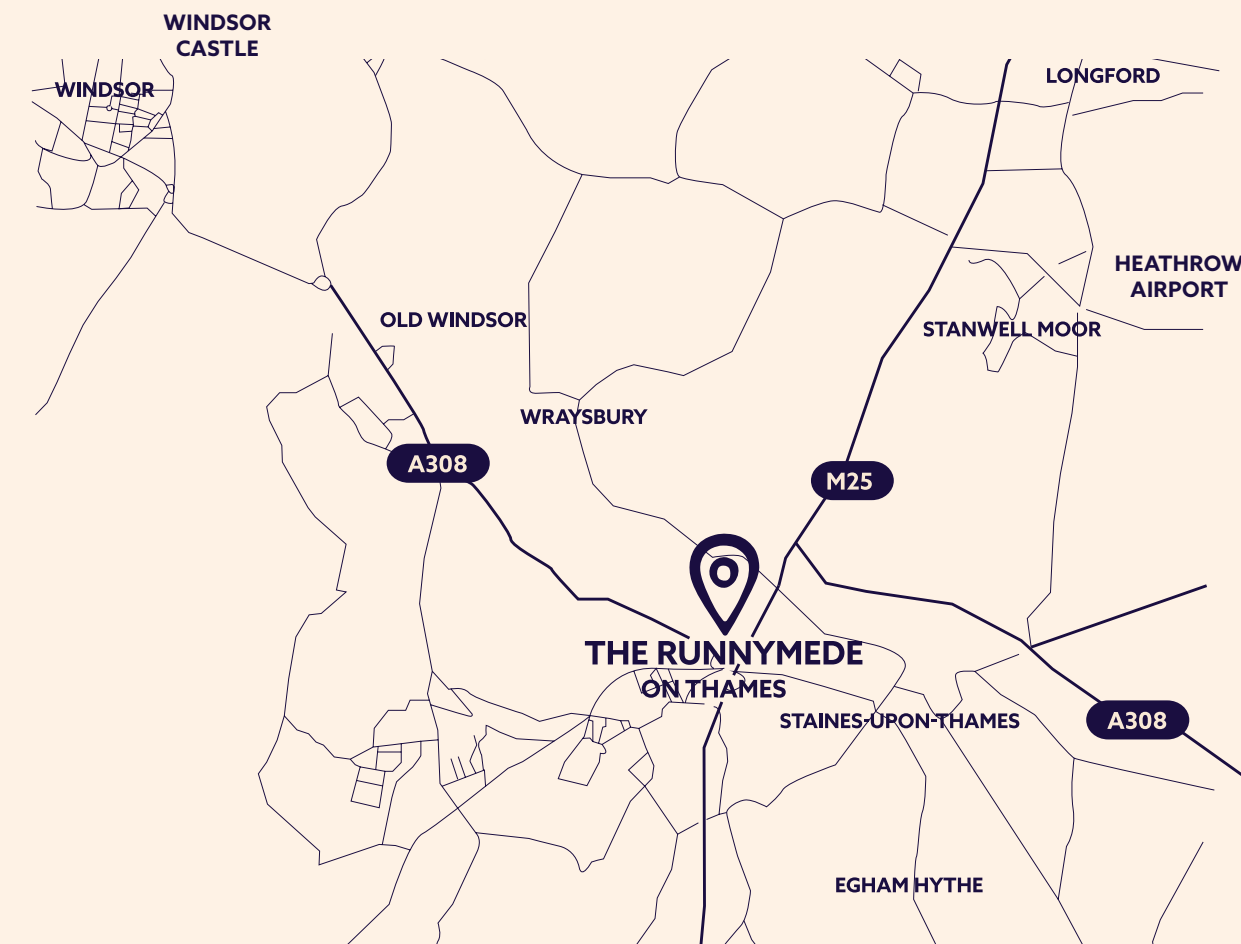 WINDSOR
CASTLE
LONGFORD
WINDSOR
HEATHROW
AIRPORT
OLD WINDSOR
STANWELL MOOR
WRAYSBURY
A308
M25
THE RUNNYMEDE
ON THAMES
STAINES-UPON-THAMES
A308
EGHAM HYTHE